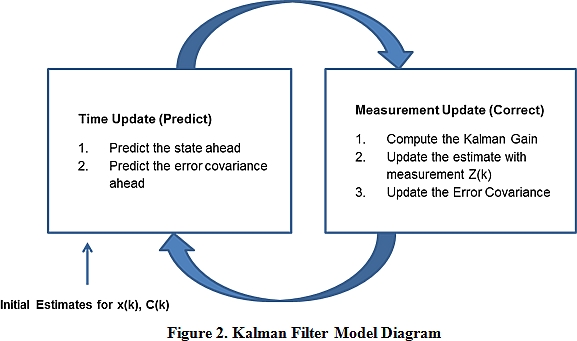 Time Update (Predict)
1. Predict the state ahead
2. Predict the error covariance
ahead
Measurement Update (Correct)
1. Compute the Kalman Gain
2. Update the estimate with
measurement Z(k)
3. Update the Error Covariance
Initial Estimates for x(k), C(k)
Figure 2. Kalman Filter Model Diagram